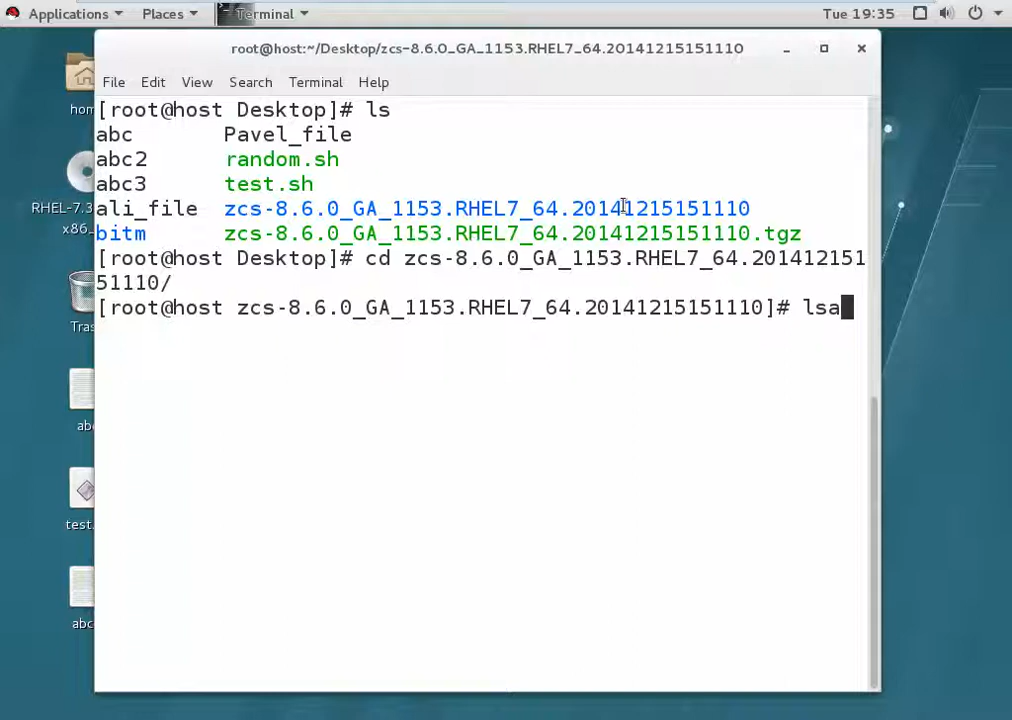 Applications Places Terminal Tue 19:35
root@host:~/Desktop/zcs-8.6.0_GA_1153.RHEL7_64.20141215151110
File Edit View Search Terminal Help
[root@host Desktop]# ls
abc Pavel_file
abc2 random.sh
abc3 test.sh
ali_file zcs-8.6.0_GA_1153.RHEL7_64.20141215151110
bitm zcs-8.6.0_GA_1153.RHEL7_64.20141215151110.tgz
[root@host Desktop]# cd zcs-8.6.0_GA_1153.RHEL7_64.201412151
51110/
[root@host zcs-8.6.0_GA_1153.RHEL7_64.20141215151110]# lsa
hom
RHEL-7.3
x86_
Tras
ab
test.
abc